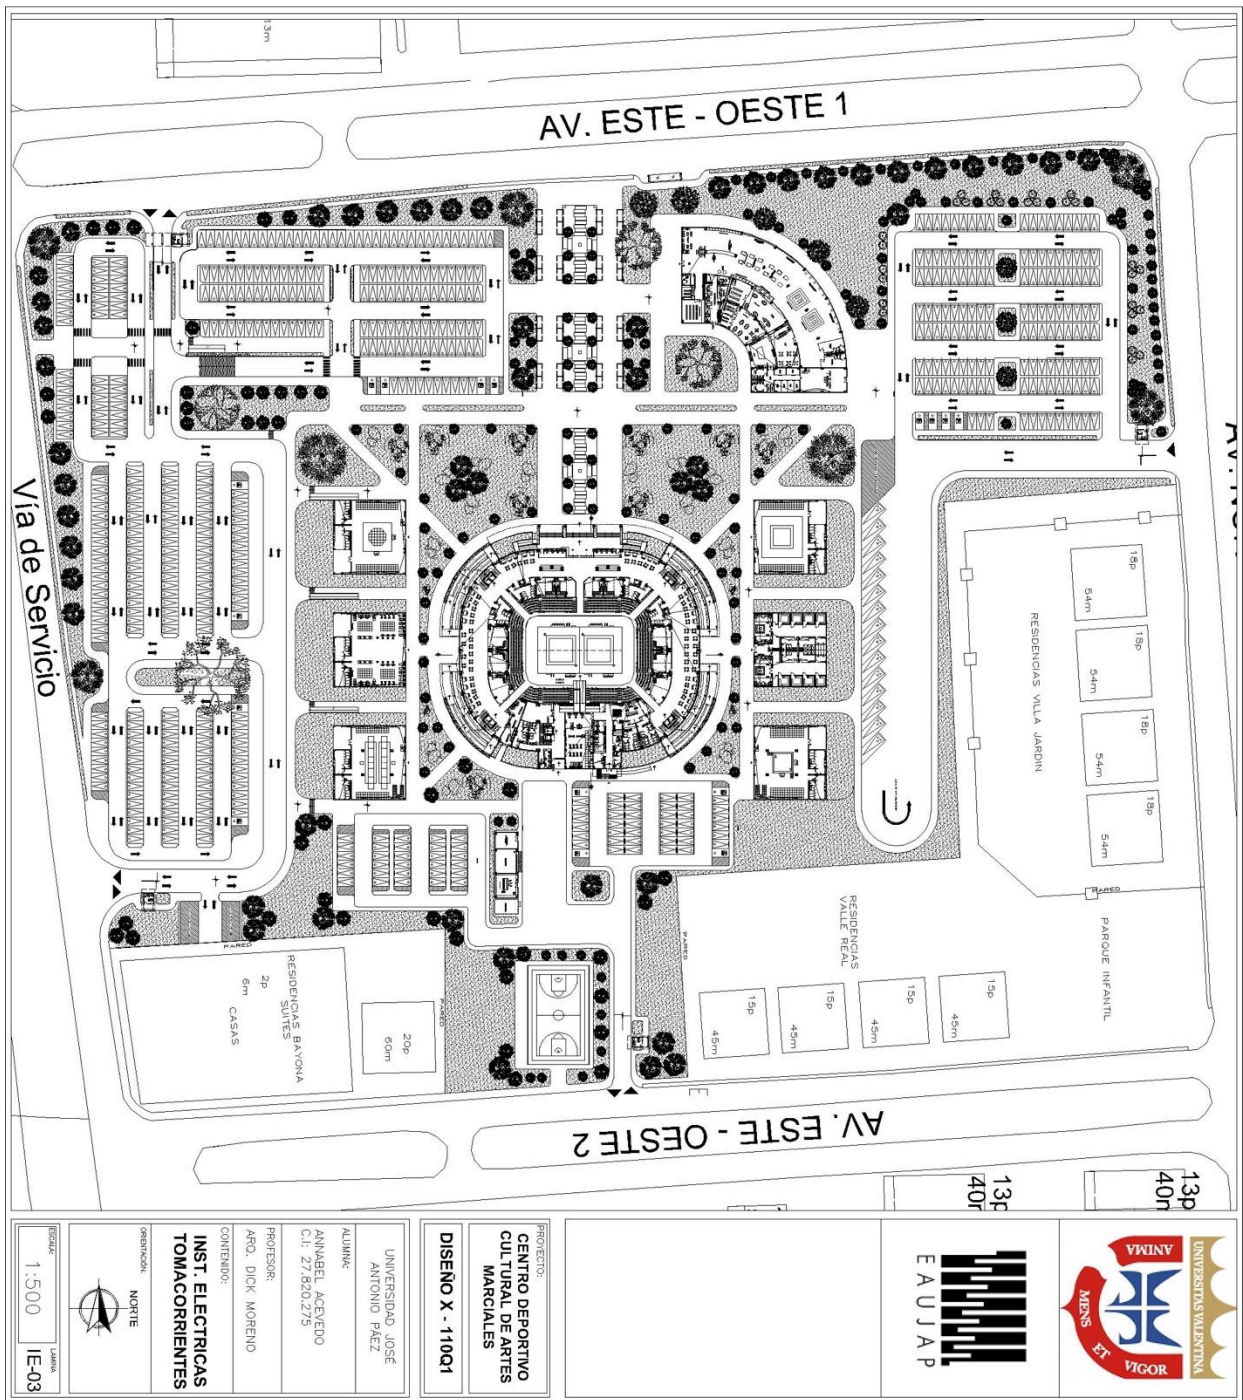 13m
AV. ESTE - OESTE 1
Vía de Servicio
18p
54m
18p
54m
18p
54m
18p
54m
RESIDENCIAS VILLA JARDIN
PARED
PARQUE INFANTIL
RESIDENCIAS
VALLE REAL
PARED
15p
45m
15p
45m
15p
45m
15p
45m
PARED
RESIDENCIAS BAYONA
SUITES
2p
6m
CASAS
PARED
20p
60m
AV. ESTE - OESTE 2
13p
40m
13p
40m
UNIVERSITAS VALENTINA
ANIMA
MENS
ET
VIGOR
EAUJAP
PROYECTO:
CENTRO DEPORTIVO
CULTURAL DE ARTES
MARCIALES
DISEÑO X - 110Q1
UNIVERSIDAD JOSÉ
ANTONIO PÁEZ
ALUMNA:
ANNABEL ACEVEDO
C.I: 27.820.275
PROFESOR:
ARQ. DICK MORENO
CONTENIDO:
INST. ELECTRICAS
TOMACORRIENTES
ORIENTACIÓN:
NORTE
ESCALA:
1:500
LAMINA
IE-03